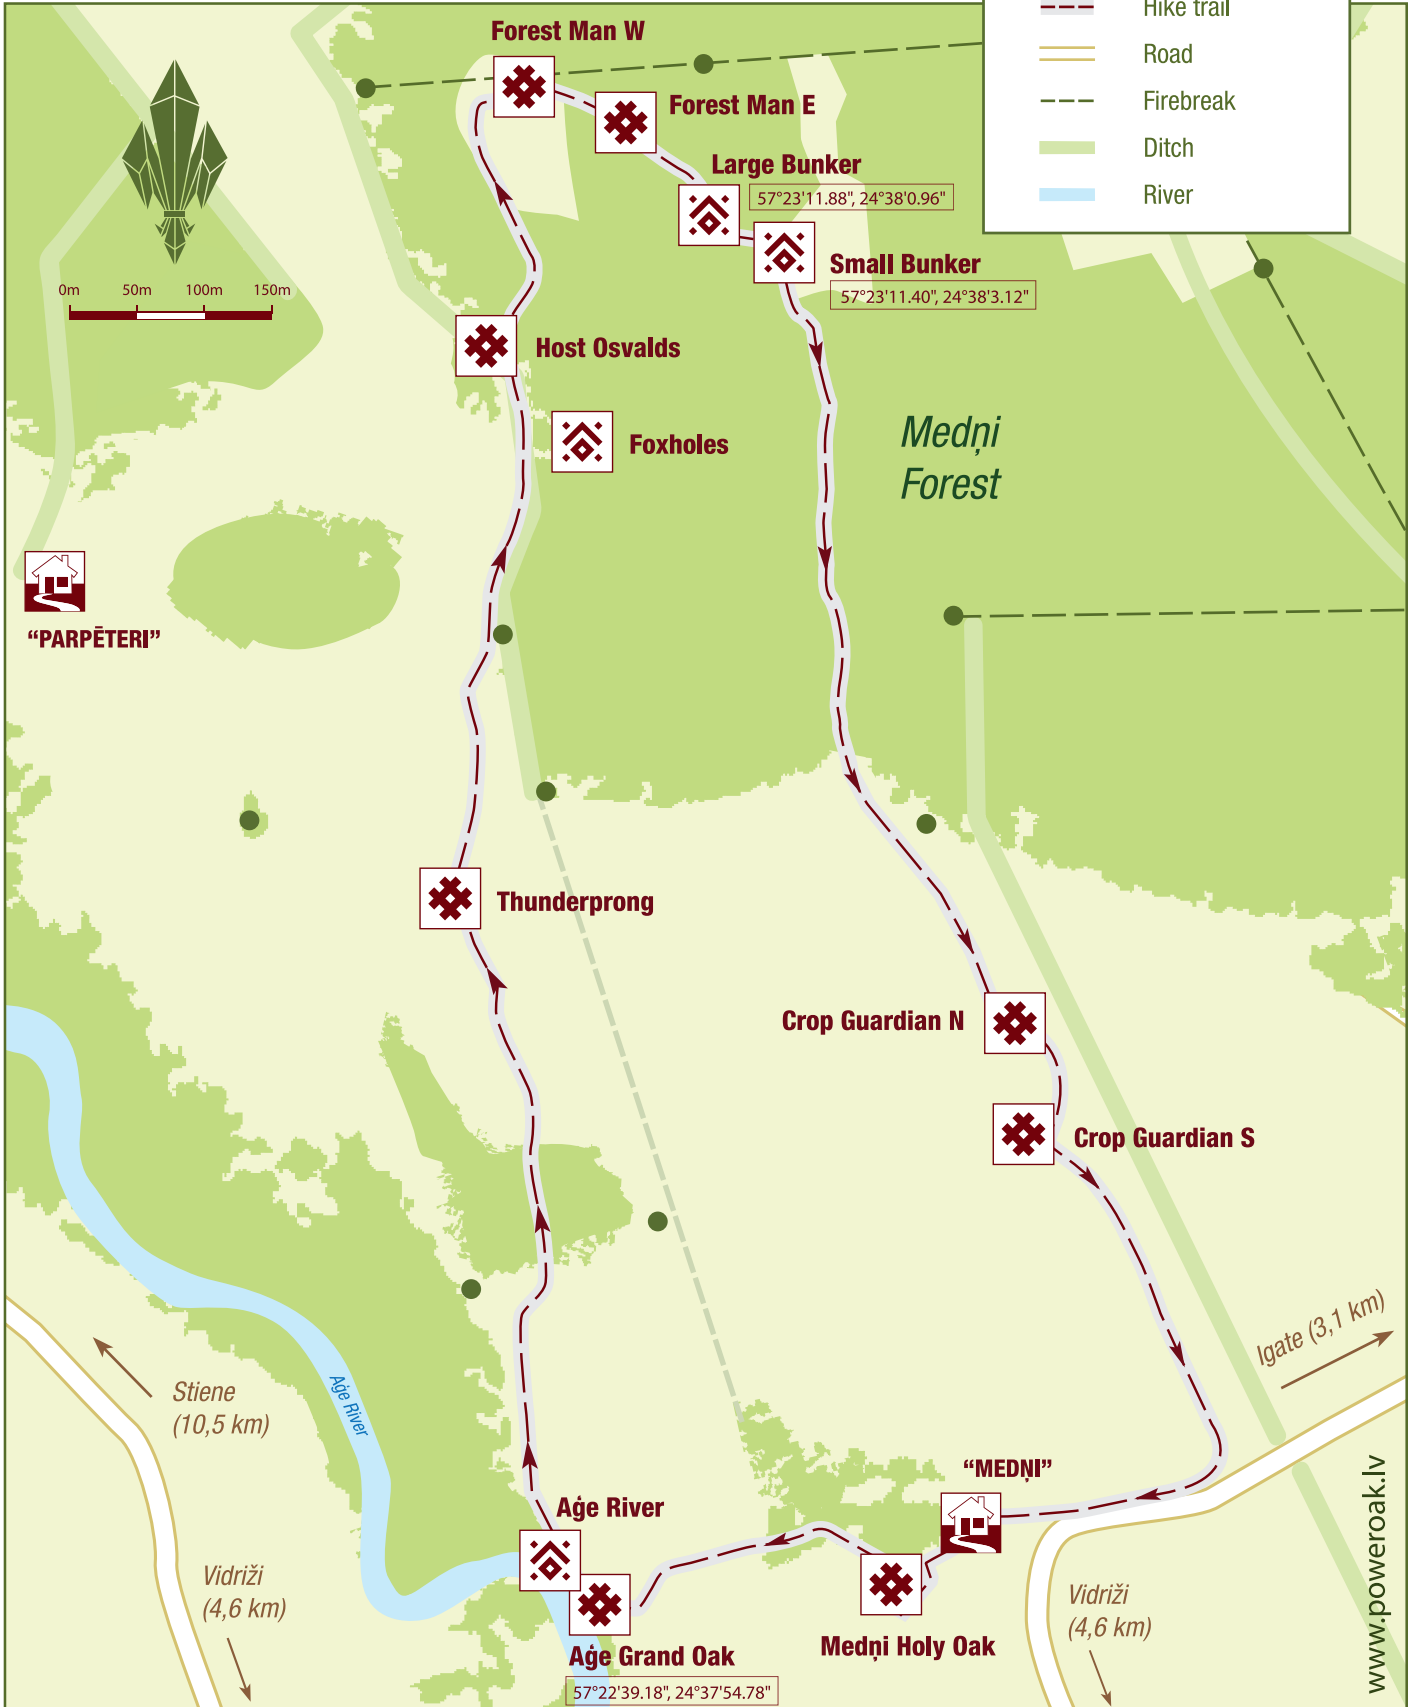 Hike trail
Road
Firebreak
Ditch
River
Forest Man W
Forest Man E
Large Bunker
57°23'11.88", 24°38'0.96"
Small Bunker
57°23'11.40", 24°38'3.12"
0m 50m 100m 150m
Host Osvalds
Foxholes
Medņi
Forest
“PARPĒTERI”
Thunderprong
Crop Guardian N
Crop Guardian S
Igate (3,1 km)
Stiene
(10,5 km)
Aģe River
“MEDŅI”
Aģe River
Vidriži
(4,6 km)
Vidriži
(4,6 km)
Medņi Holy Oak
Aģe Grand Oak
57°22'39.18", 24°37'54.78"
www.poweroak.lv